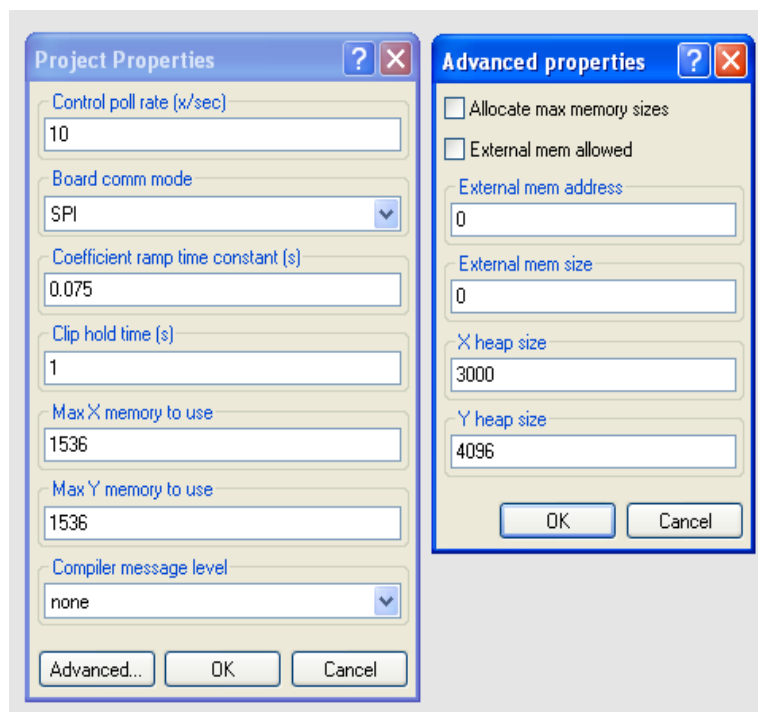 Project Properties
Control poll rate (x/sec)
10
Board comm mode
SPI
Coefficient ramp time constant (s)
0.075
Clip hold time (s)
1
Max X memory to use
1536
Max Y memory to use
1536
Compiler message level
none
Advanced...
OK
Cancel
Advanced properties
Allocate max memory sizes
External mem allowed
External mem address
0
External mem size
0
X heap size
3000
Y heap size
4096
OK
Cancel